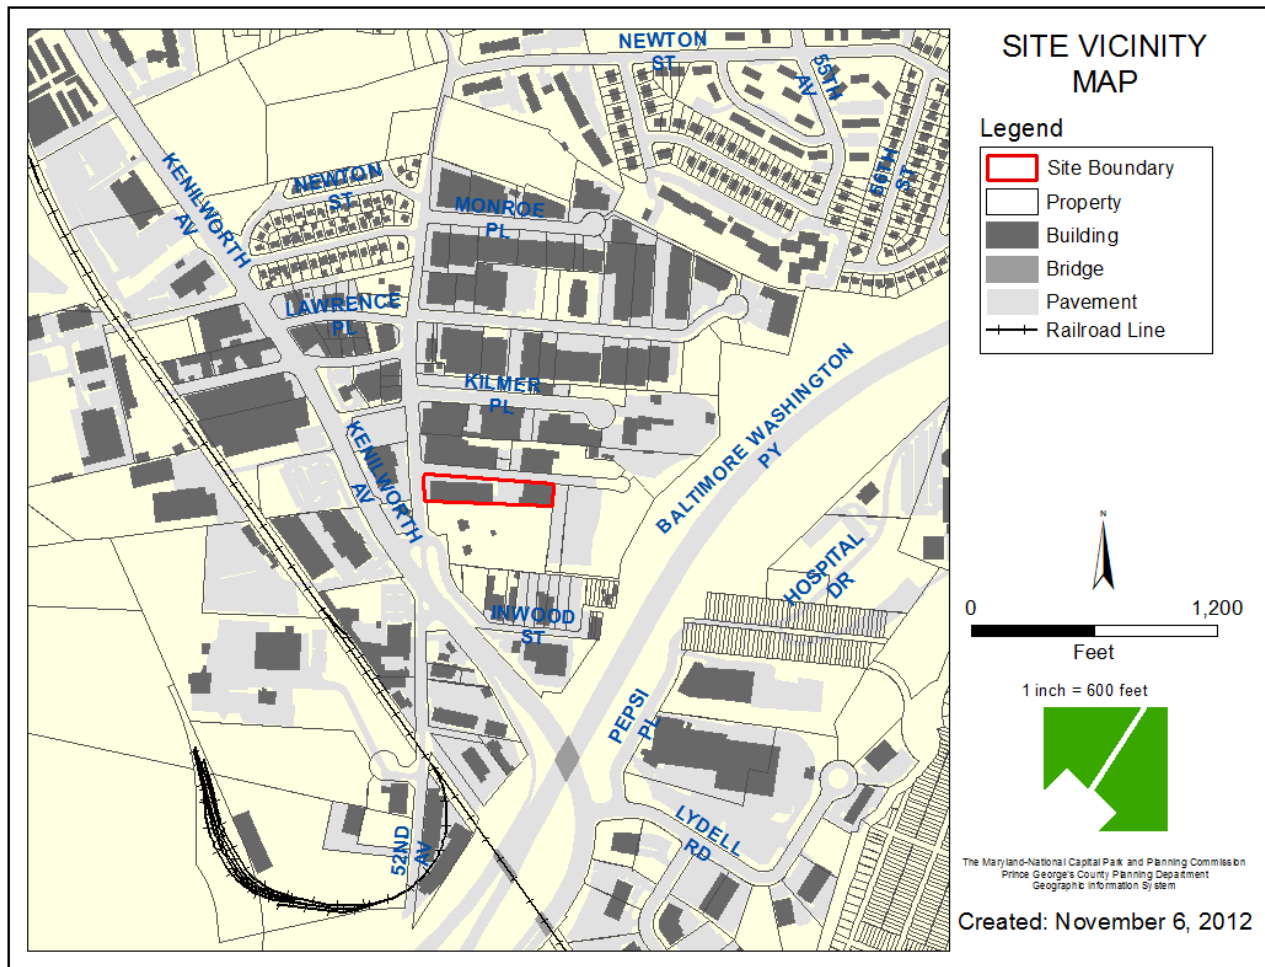 SITE VICINITY
MAP
Legend
Site Boundary
Property
Building
Bridge
Pavement
Railroad Line
N
0 1,200
Feet
1 inch = 600 feet
The Maryland-National Capital Park and Planning Commission
Prince George's County Planning Department
Geographic Information System
Created: November 6, 2012
NEWTON
ST
55TH
AV
56TH
ST
KENILWORTH
AV
NEWTON
ST
MONROE
PL
LAWRENCE
PL
KILMER
PL
KENILWORTH
AV
BALTIMORE WASHINGTON
PY
HOSPITAL
DR
INWOOD
ST
PEPSI
PL
LYDELL
RD
52ND
AV